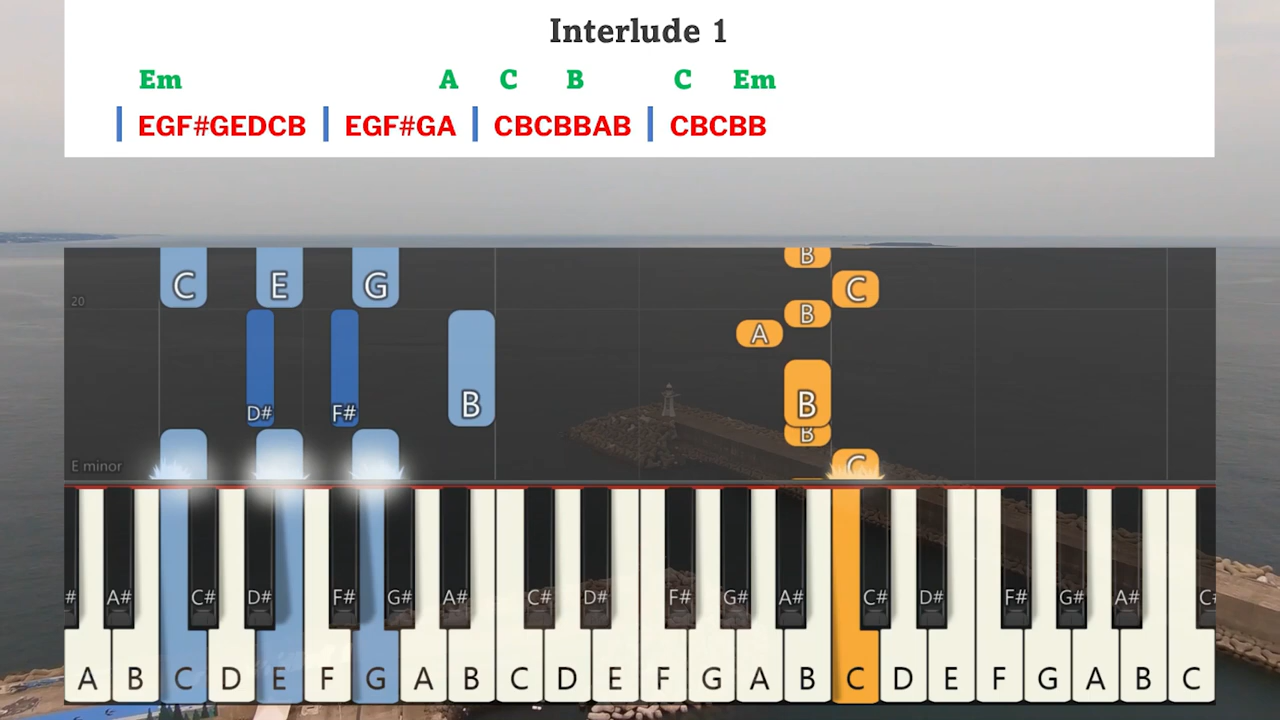 Interlude 1
Em A C B C Em
EGF#GEDCB EGF#GA CBCBBAB CBCBB
B
C E G C
20
B
A
D# F# B B
B
E minor C
# A# C# D# F# G# A# C# D# F# G# A# C# D# F# G# A# C#
A B C D E F G A B C D E F G A B C D E F G A B C